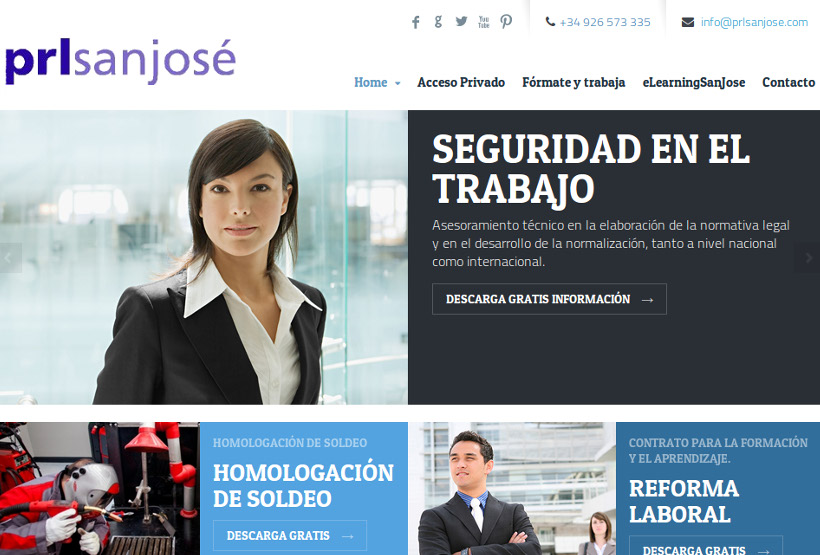 +34 926 573 335
info@prlsanjose.com
prlsanjosé
Home
Acceso Privado
Fórmate y trabaja
eLearningSanJose
Contacto
SEGURIDAD EN EL
TRABAJO
Asesoramiento técnico en la elaboración de la normativa legal
y en el desarrollo de la normalización, tanto a nivel nacional
como internacional.
DESCARGA GRATIS INFORMACIÓN →
HOMOLOGACIÓN DE SOLDEO
HOMOLOGACIÓN
DE SOLDEO
DESCARGA GRATIS →
CONTRATO PARA LA FORMACIÓN
Y EL APRENDIZAJE.
REFORMA
LABORAL
DESCARGA GRATIS →